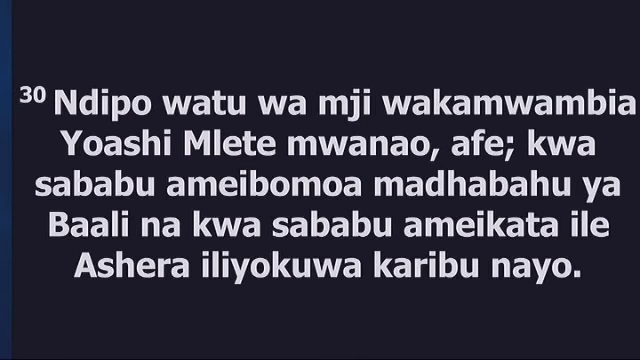 30 Ndipo watu wa mji wakamwambia
Yoashi Mlete mwanao, afe; kwa
sababu ameibomoa madhabahu ya
Baali na kwa sababu ameikata ile
Ashera iliyokuwa karibu nayo.